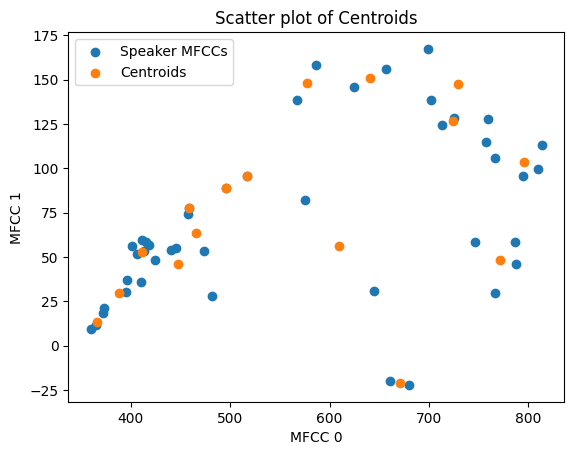 Scatter plot of Centroids
Speaker MFCCs
Centroids
175
150
125
100
75
50
25
0
−25
MFCC 1
400 500 600 700 800
MFCC 0